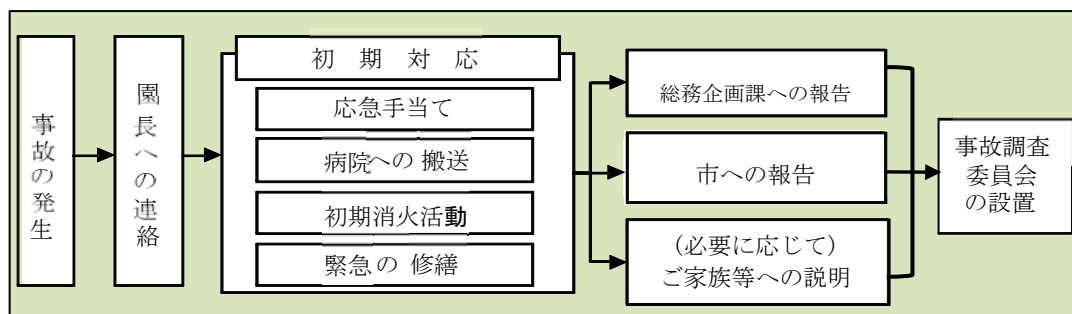 事故の発生
園長への連絡
初期対応
応急手当て
病院への搬送
初期消火活動
緊急の修繕
総務企画課への報告
市への報告
(必要に応じて)
ご家族等への説明
事故調査
委員会
の設置